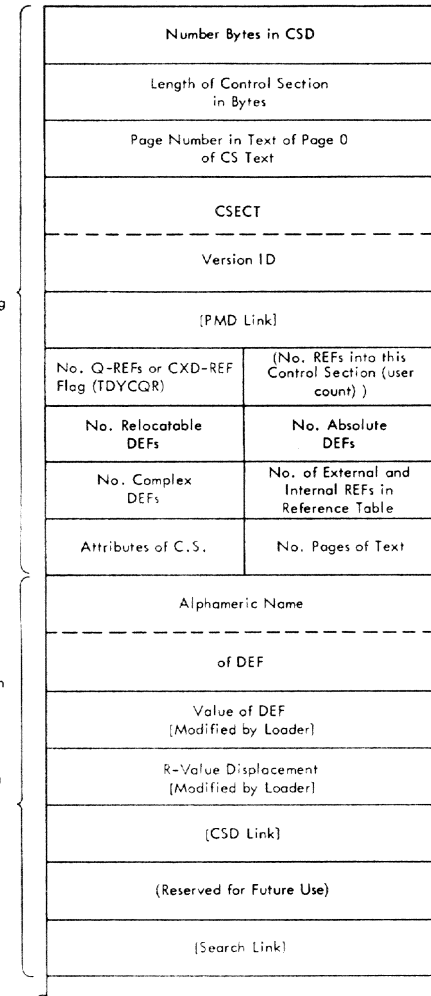 Number Bytes in CSD
Length of Control Section
in Bytes
Page Number in Text of Page 0
of CS Text
CSECT
Version ID
[PMD Link]
No. Q-REFs or CXD-REF
Flag (TDYCQR)
(No. REFs into this
Control Section (user
count) )
No. Relocatable
DEFs
No. Absolute
DEFs
No. Complex
DEFs
No. of External and
Internal REFs in
Reference Table
Attributes of C.S.
No. Pages of Text
Alphameric Name
of DEF
Value of DEF
[Modified by Loader]
R-Value Displacement
[Modified by Loader]
[CSD Link]
(Reserved for Future Use)
[Search Link]